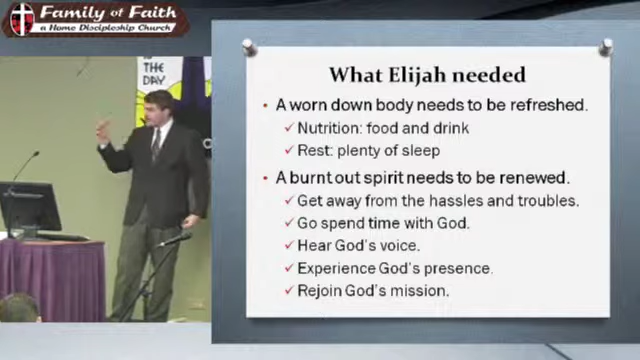 Family of Faith
a Home Discipleship Church
IS THE
DAY
What Elijah needed
• A worn down body needs to be refreshed.
✓ Nutrition: food and drink
✓ Rest: plenty of sleep
• A burnt out spirit needs to be renewed.
✓ Get away from the hassles and troubles.
✓ Go spend time with God.
✓ Hear God's voice.
✓ Experience God's presence.
✓ Rejoin God's mission.